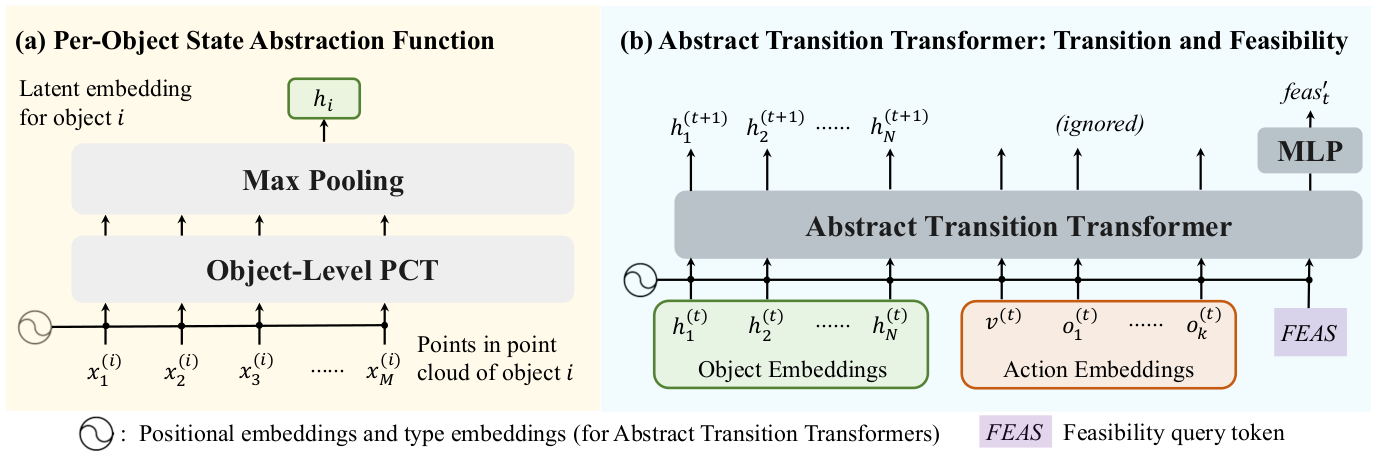 (a) Per-Object State Abstraction Function
Latent embedding
for object i
h_i
Max Pooling
Object-Level PCT
x_1^{(i)} x_2^{(i)} x_3^{(i)} ...... x_M^{(i)}
Points in point
cloud of object i
(b) Abstract Transition Transformer: Transition and Feasibility
h_1^{(t+1)} h_2^{(t+1)} ...... h_N^{(t+1)} (ignored) feas'_t
MLP
Abstract Transition Transformer
h_1^{(t)} h_2^{(t)} ...... h_N^{(t)} v^{(t)} o_1^{(t)} ...... o_k^{(t)} FEAS
Object Embeddings Action Embeddings
: Positional embeddings and type embeddings (for Abstract Transition Transformers) FEAS Feasibility query token